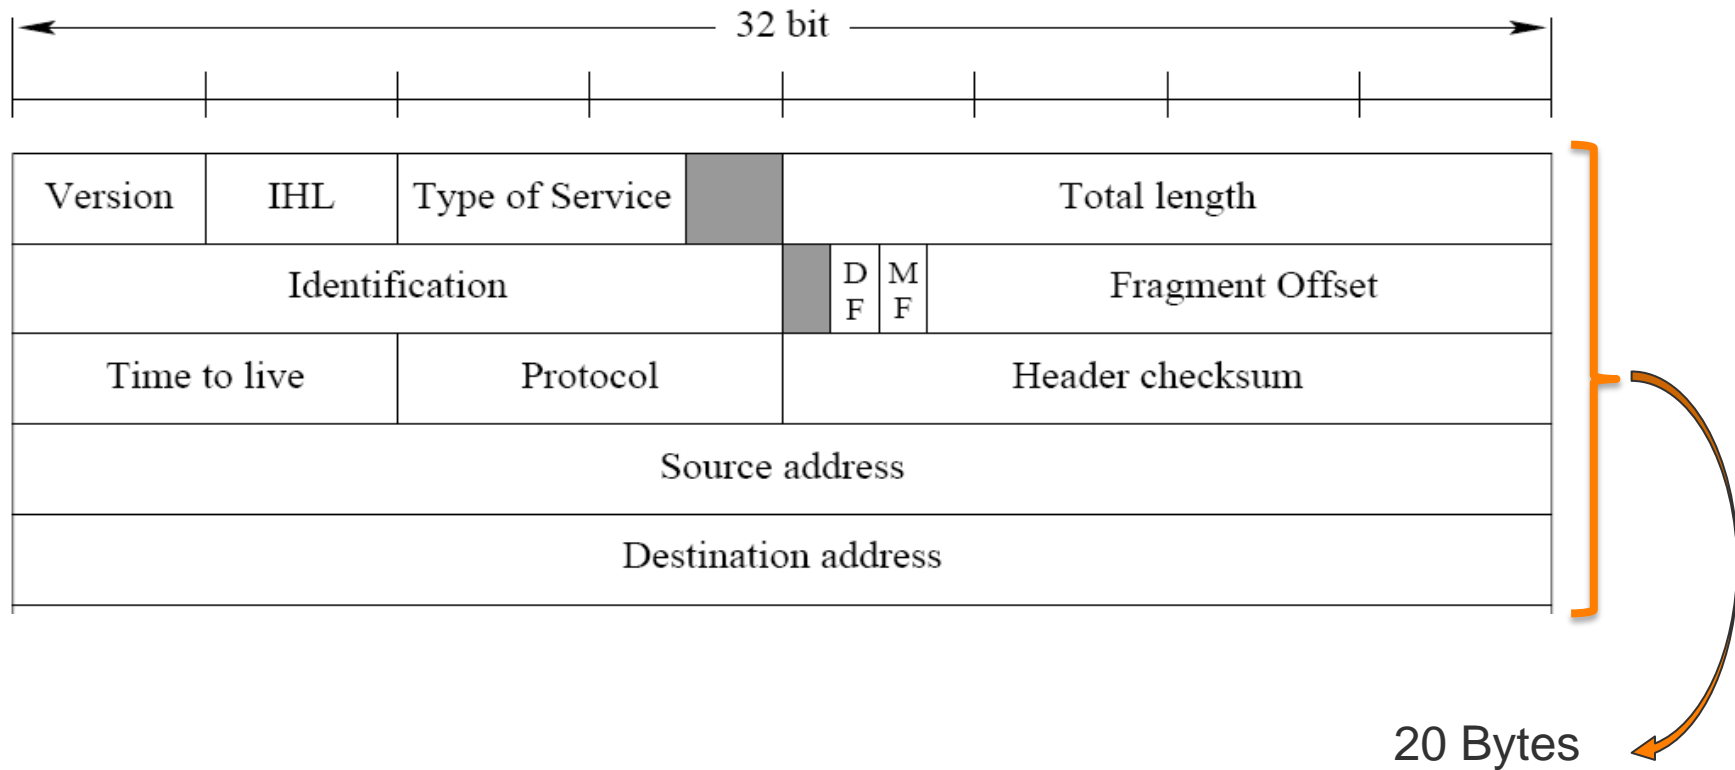 32 bit
Version IHL Type of Service Total length
Identification D F M F Fragment Offset
Time to live Protocol Header checksum
Source address
Destination address
20 Bytes